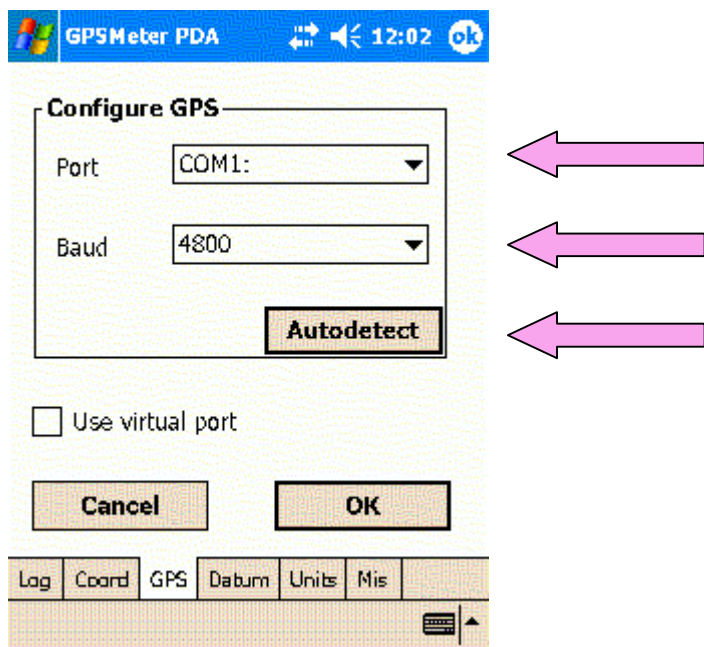 GPSMeter PDA 12:02 ok
Configure GPS
Port COM1:
Baud 4800
Autodetect
Use virtual port
Cancel OK
Log Coord GPS Datum Units Mis